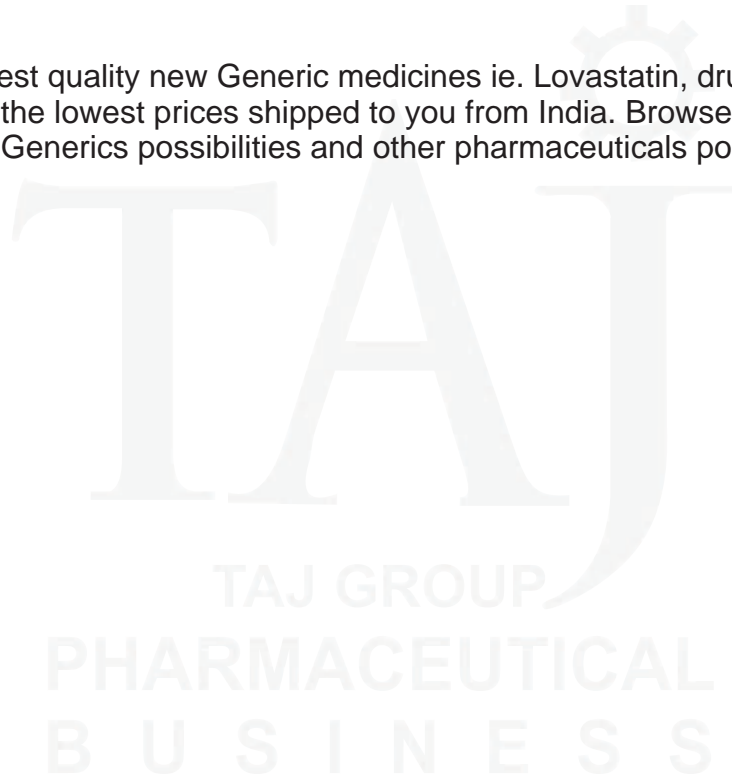 est quality new Generic medicines ie. Lovastatin, dru
the lowest prices shipped to you from India. Browse
Generics possibilities and other pharmaceuticals po
TAJ
TAJ GROUP
PHARMACEUTICAL
BUSINESS